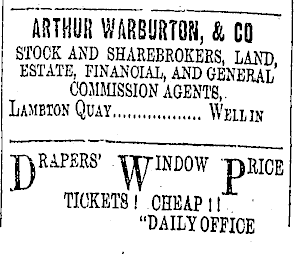 ARTHUR WARBURTON, & CO
STOCK AND SHAREBROKERS, LAND,
ESTATE, FINANCIAL, AND GENERAL
COMMISSION AGENTS,
LAMBTON QUAY................. WELLIN
DRAPERS' WINDOW PRICE
TICKETS! CHEAP!!
"DAILY OFFICE